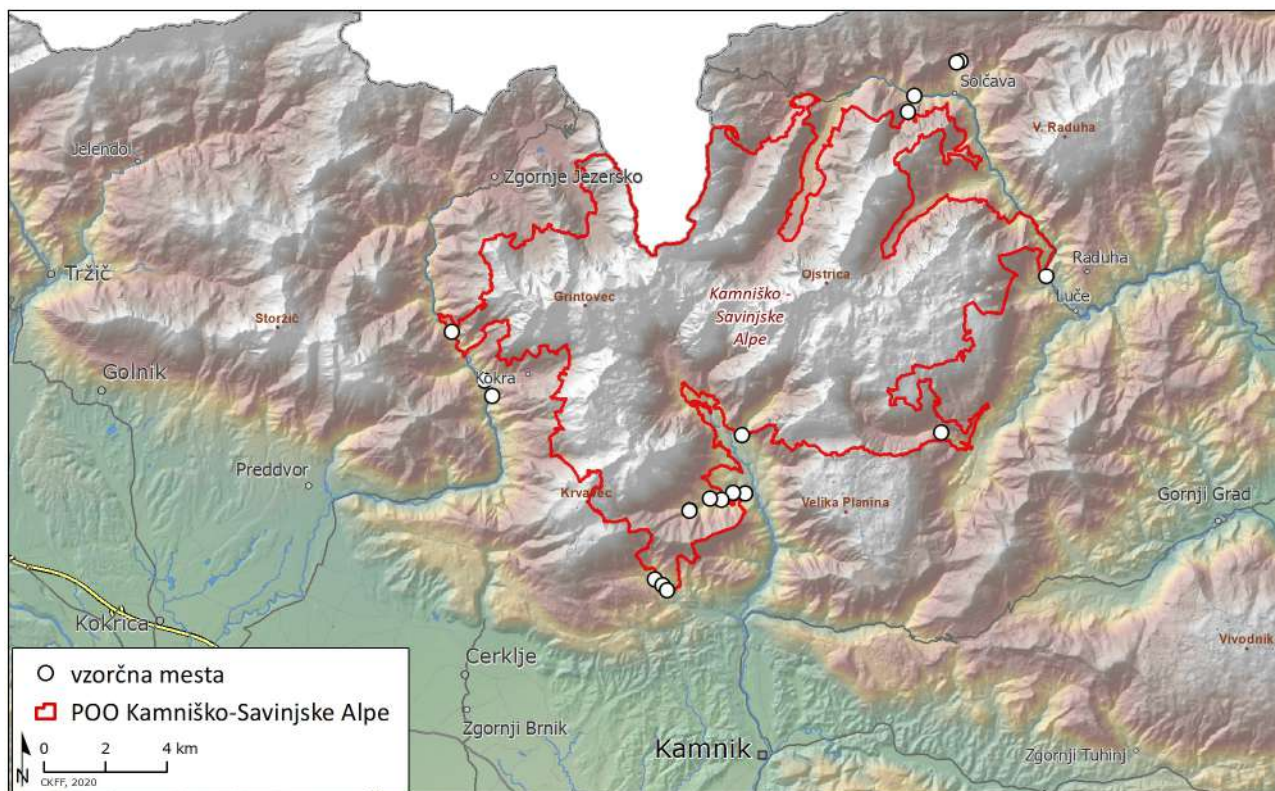 Solčava
V. Raduha
Jelendol
Zgornje Jezersko
Tržič
Raduha
Ojstrica
Grintovec
Kamniško -
Savinjske
Alpe
Luče
Storžič
Kokra
Golnik
Preddvor
Krvavec
Velika Planina
Gornji Grad
Kokrica
Vivodnik
Cerklje
Zgornji Brnik
Kamnik
Zgornji Tuhinj
vzorčna mesta
POO Kamniško-Savinjske Alpe
0 2 4 km
N
CKFF, 2020